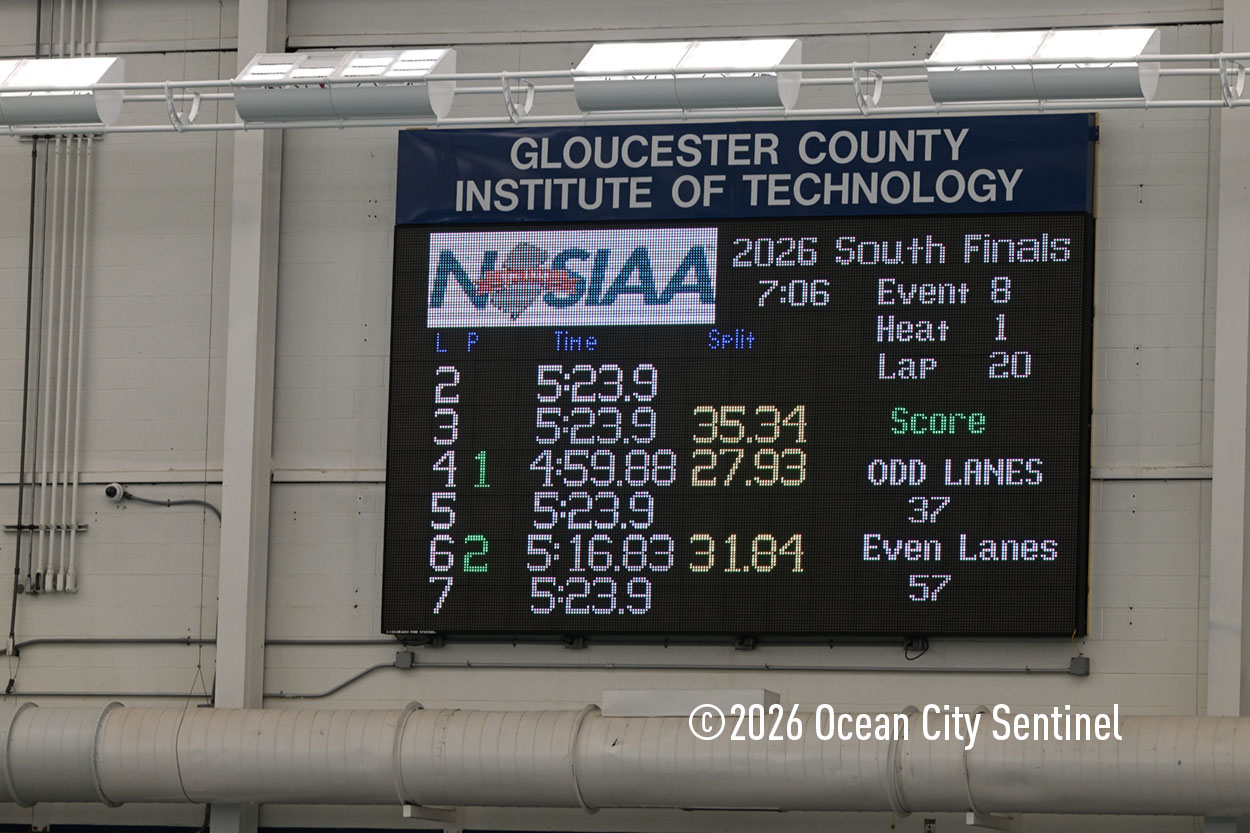 GLOUCESTER COUNTY
INSTITUTE OF TECHNOLOGY
NJSIAA
2026 South Finals
7:06 Event 8
Heat 1
Lap 20
L P Time Split
2 5:23.9
3 5:23.9 35.34
4 1 4:59.88 27.93
5 5:23.9
6 2 5:16.83 31.84
7 5:23.9
Score
ODD LANES
37
Even Lanes
57
©2026 Ocean City Sentinel